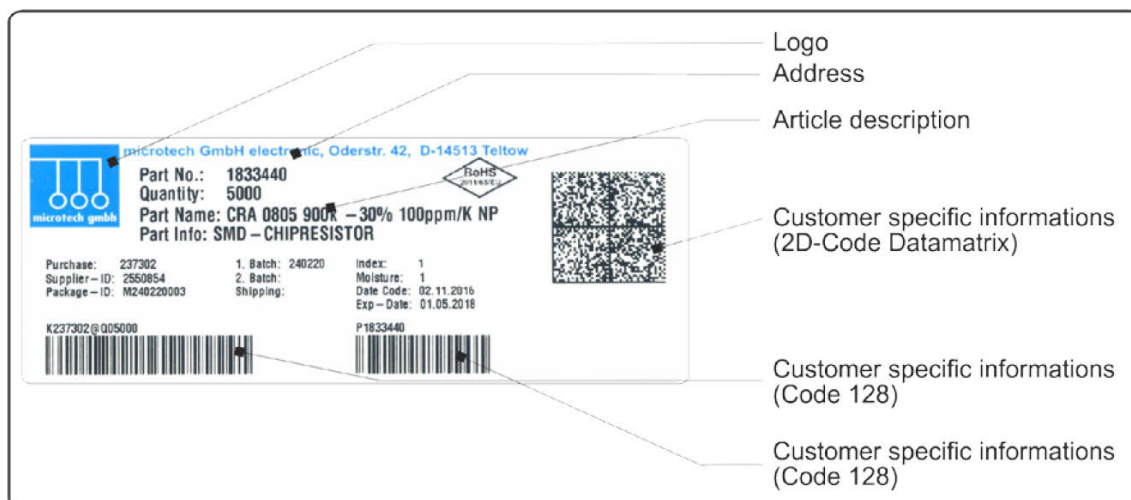 Logo
Address
Article description
microtech GmbH electronic, Oderstr. 42, D-14513 Teltow
microtech gmbh
Part No.: 1833440
Quantity: 5000
Part Name: CRA 0805 900k –30% 100ppm/K NP
Part Info: SMD–CHIPRESISTOR
RoHS
2011/65/EU
Customer specific informations
(2D-Code Datamatrix)
Purchase: 237302
Supplier–ID: 2550854
Package–ID: M240220003
1. Batch: 240220
2. Batch:
Shipping:
Index: 1
Moisture: 1
Date Code: 02.11.2016
Exp–Date: 01.05.2018
K237302@Q05000
P1833440
Customer specific informations
(Code 128)
Customer specific informations
(Code 128)